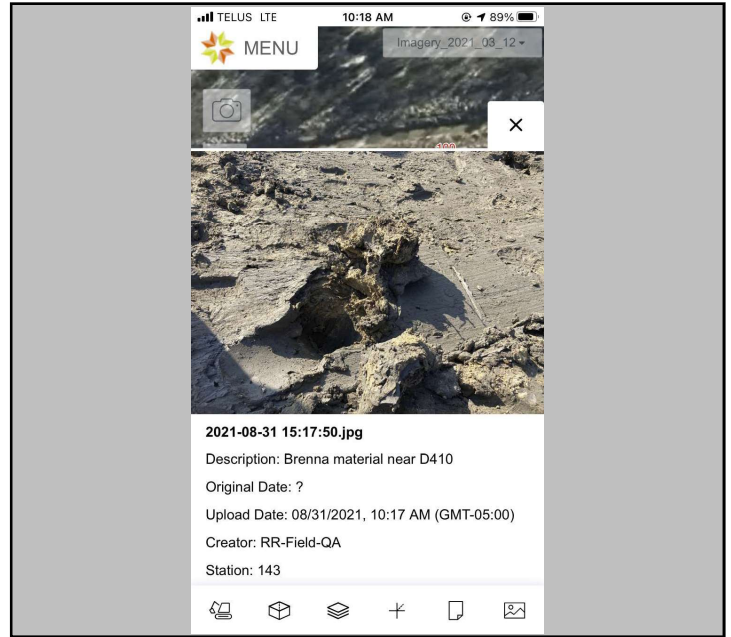 TELUS LTE 10:18 AM 89%
MENU
Imagery_2021_03_12
100
2021-08-31 15:17:50.jpg
Description: Brenna material near D410
Original Date: ?
Upload Date: 08/31/2021, 10:17 AM (GMT-05:00)
Creator: RR-Field-QA
Station: 143